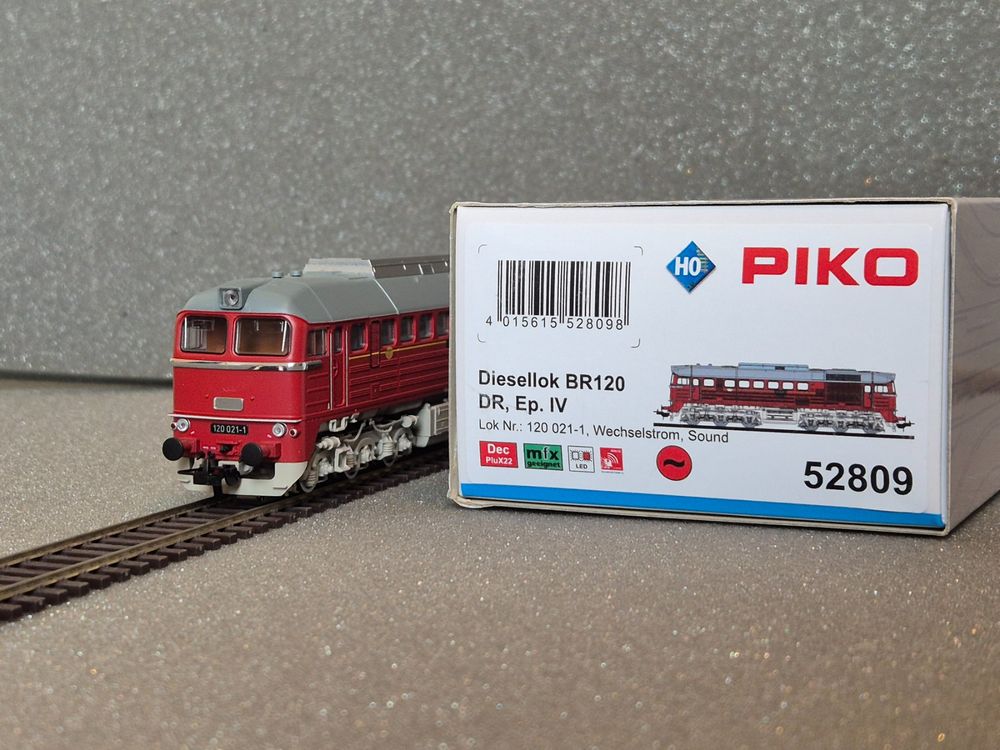 120 021-1
H0
PIKO
4 015615 528098
Diesellok BR120
DR, Ep. IV
Lok Nr.: 120 021-1, Wechselstrom, Sound
Dec
PluX22
mfx
geeignet
LED
52809